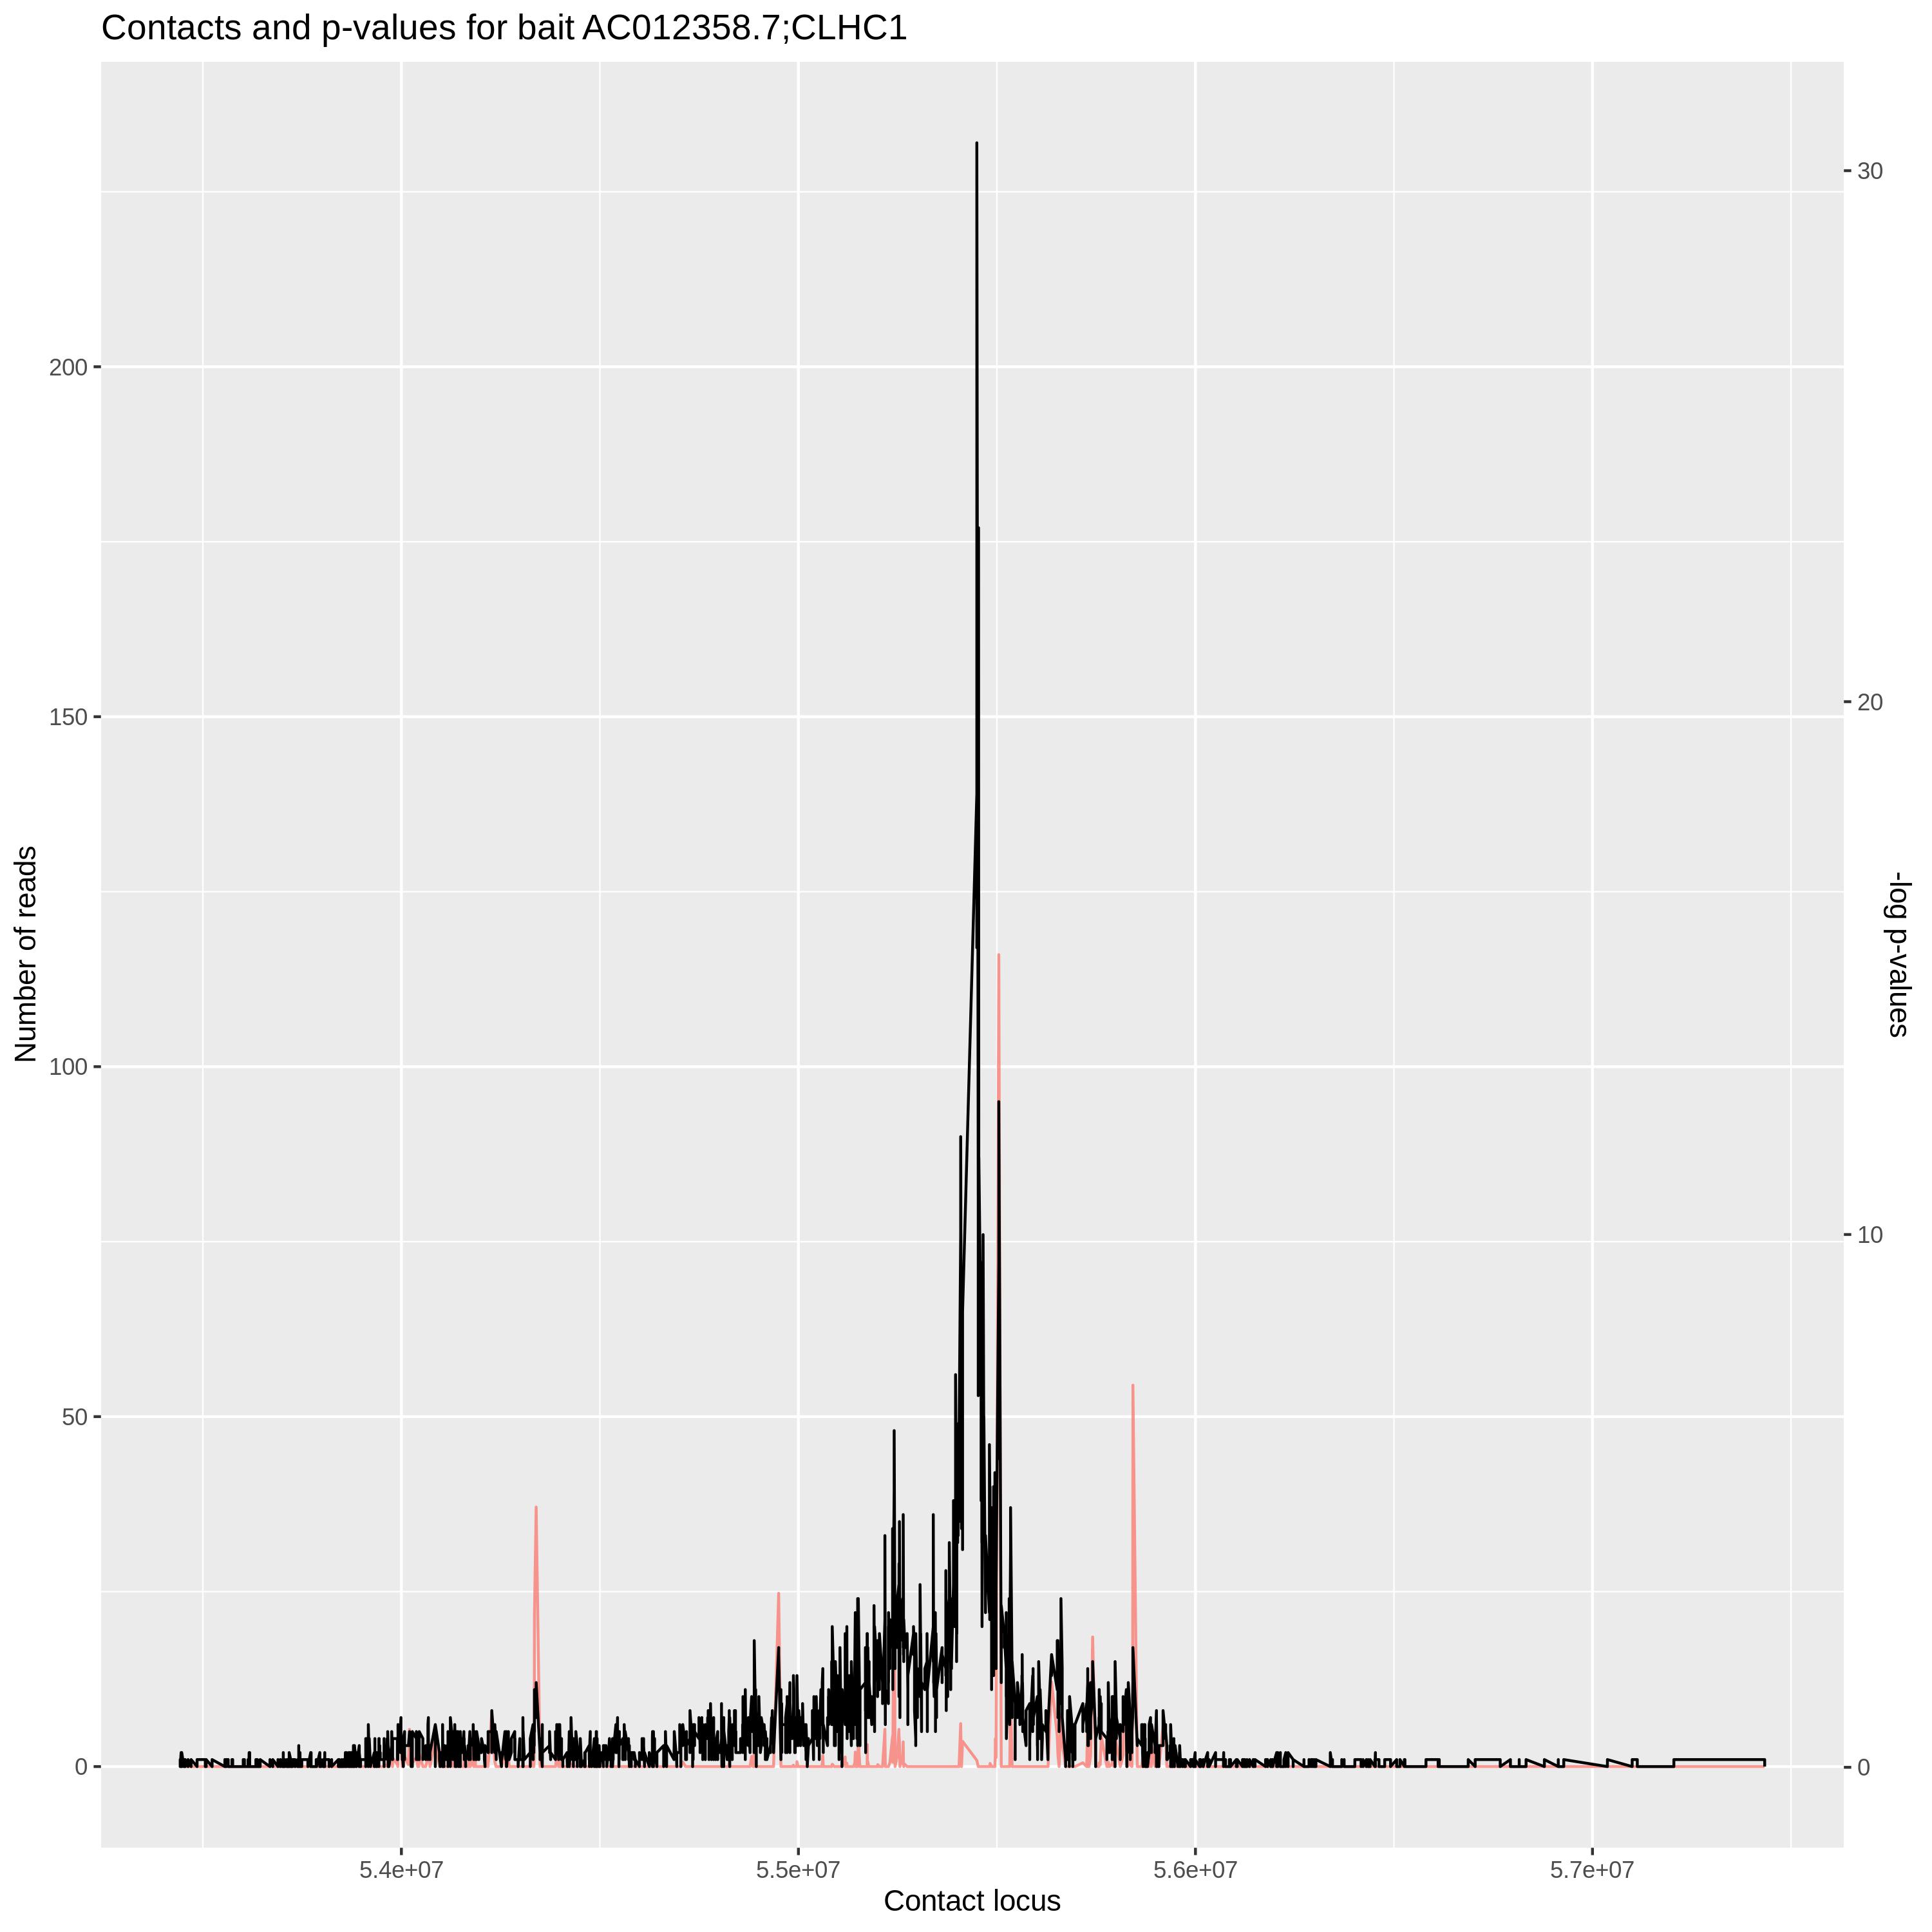 Contacts and p-values for bait AC012358.7;CLHC1
Number of reads
200
150
100
50
0
30
20
10
0
-log p-values
5.4e+07
5.5e+07
5.6e+07
5.7e+07
Contact locus